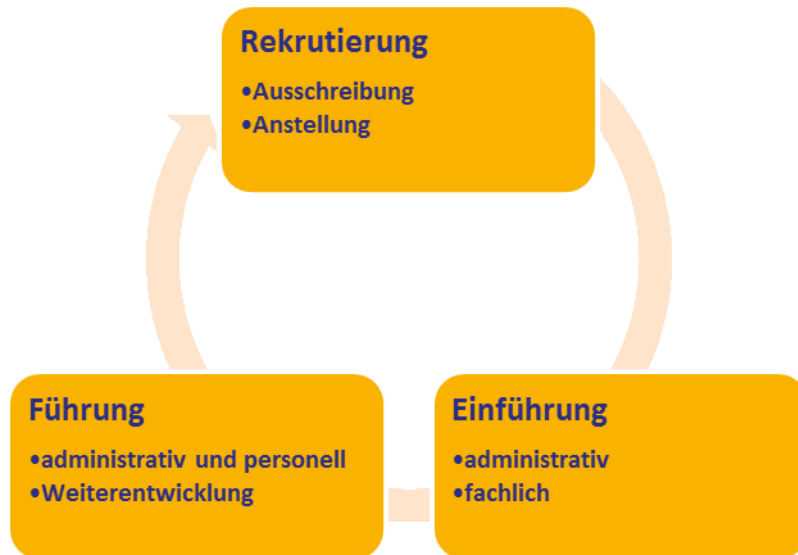 Rekrutierung
•Ausschreibung
•Anstellung
Führung
•administrativ und personell
•Weiterentwicklung
Einführung
•administrativ
•fachlich